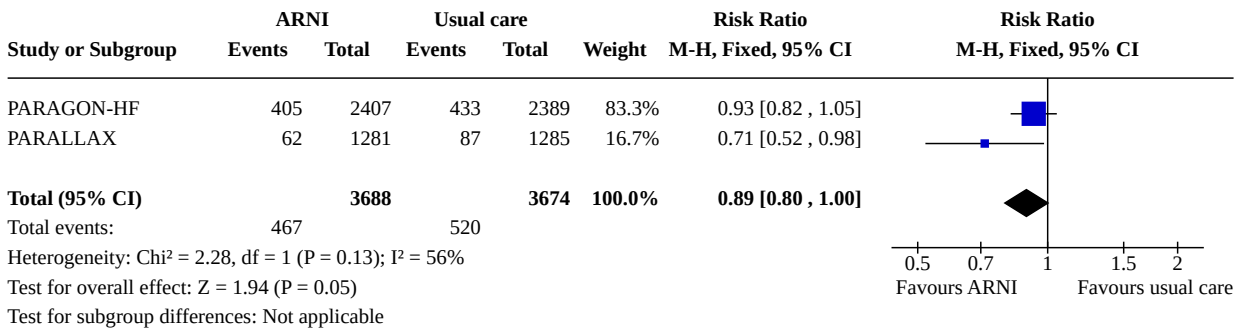 ARNI Usual care Risk Ratio Risk Ratio
Study or Subgroup Events Total Events Total Weight M-H, Fixed, 95% CI M-H, Fixed, 95% CI
PARAGON-HF 405 2407 433 2389 83.3% 0.93 [0.82 , 1.05]
PARALLAX 62 1281 87 1285 16.7% 0.71 [0.52 , 0.98]
Total (95% CI) 3688 3674 100.0% 0.89 [0.80 , 1.00]
Total events: 467 520
Heterogeneity: Chi² = 2.28, df = 1 (P = 0.13); I² = 56%
0.5 0.7 1 1.5 2
Test for overall effect: Z = 1.94 (P = 0.05) Favours ARNI Favours usual care
Test for subgroup differences: Not applicable